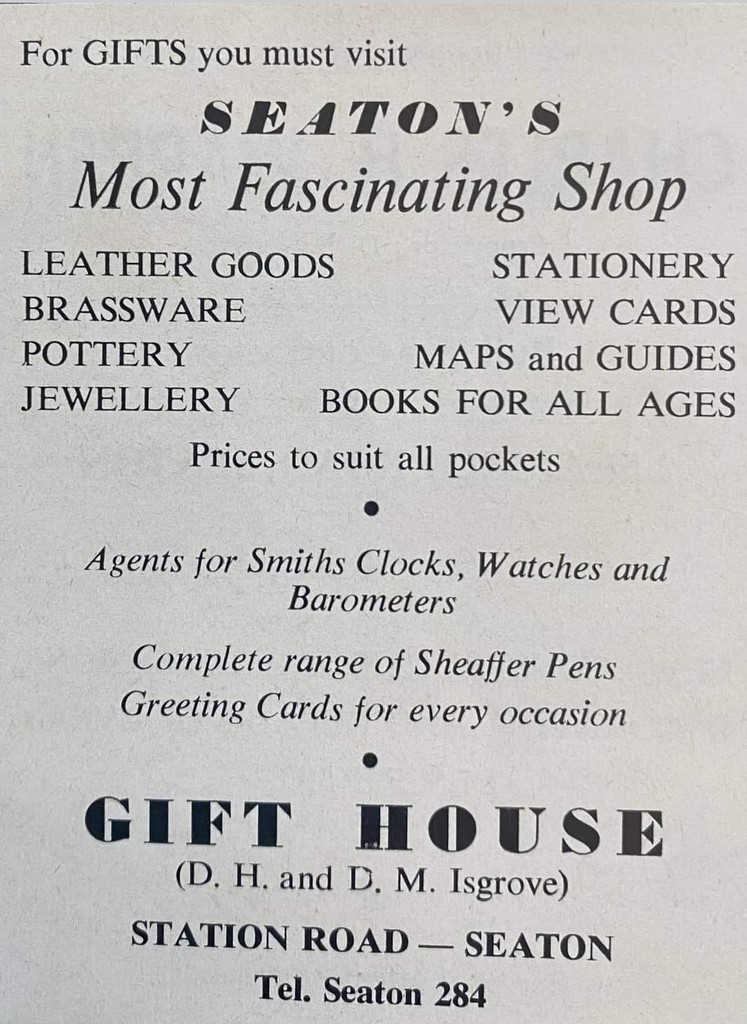 For GIFTS you must visit
SEATON'S
Most Fascinating Shop
LEATHER GOODS STATIONERY
BRASSWARE VIEW CARDS
POTTERY MAPS and GUIDES
JEWELLERY BOOKS FOR ALL AGES
Prices to suit all pockets
•
Agents for Smiths Clocks, Watches and
Barometers
Complete range of Sheaffer Pens
Greeting Cards for every occasion
•
GIFT HOUSE
(D. H. and D. M. Isgrove)
STATION ROAD — SEATON
Tel. Seaton 284